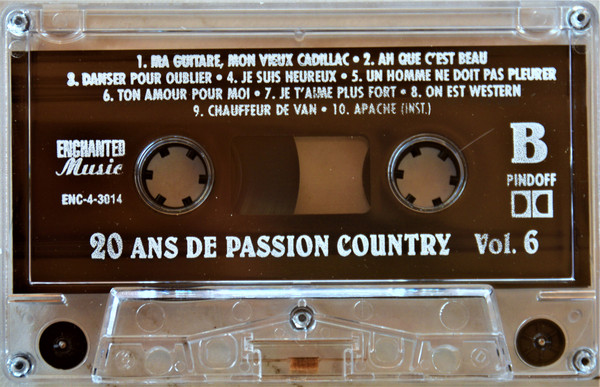 1. MA GUITARE, MON VIEUX CADILLAC • 2. AH QUE C'EST BEAU
3. DANSER POUR OUBLIER • 4. JE SUIS HEUREUX • 5. UN HOMME NE DOIT PAS PLEURER
6. TON AMOUR POUR MOI • 7. JE T'AIME PLUS FORT • 8. ON EST WESTERN
9. CHAUFFEUR DE VAN • 10. APACHE (INST.)
ENCHANTED
Music
ENC-4-3014
B
PINDOFF
20 ANS DE PASSION COUNTRY Vol. 6